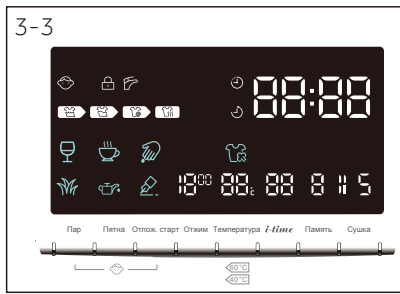 3-3
88:88
18 00 88.c 88 8 11 5
Пар Пятна Отлож. старт Отжим Температура i-time Память Сушка
60°C
40°C